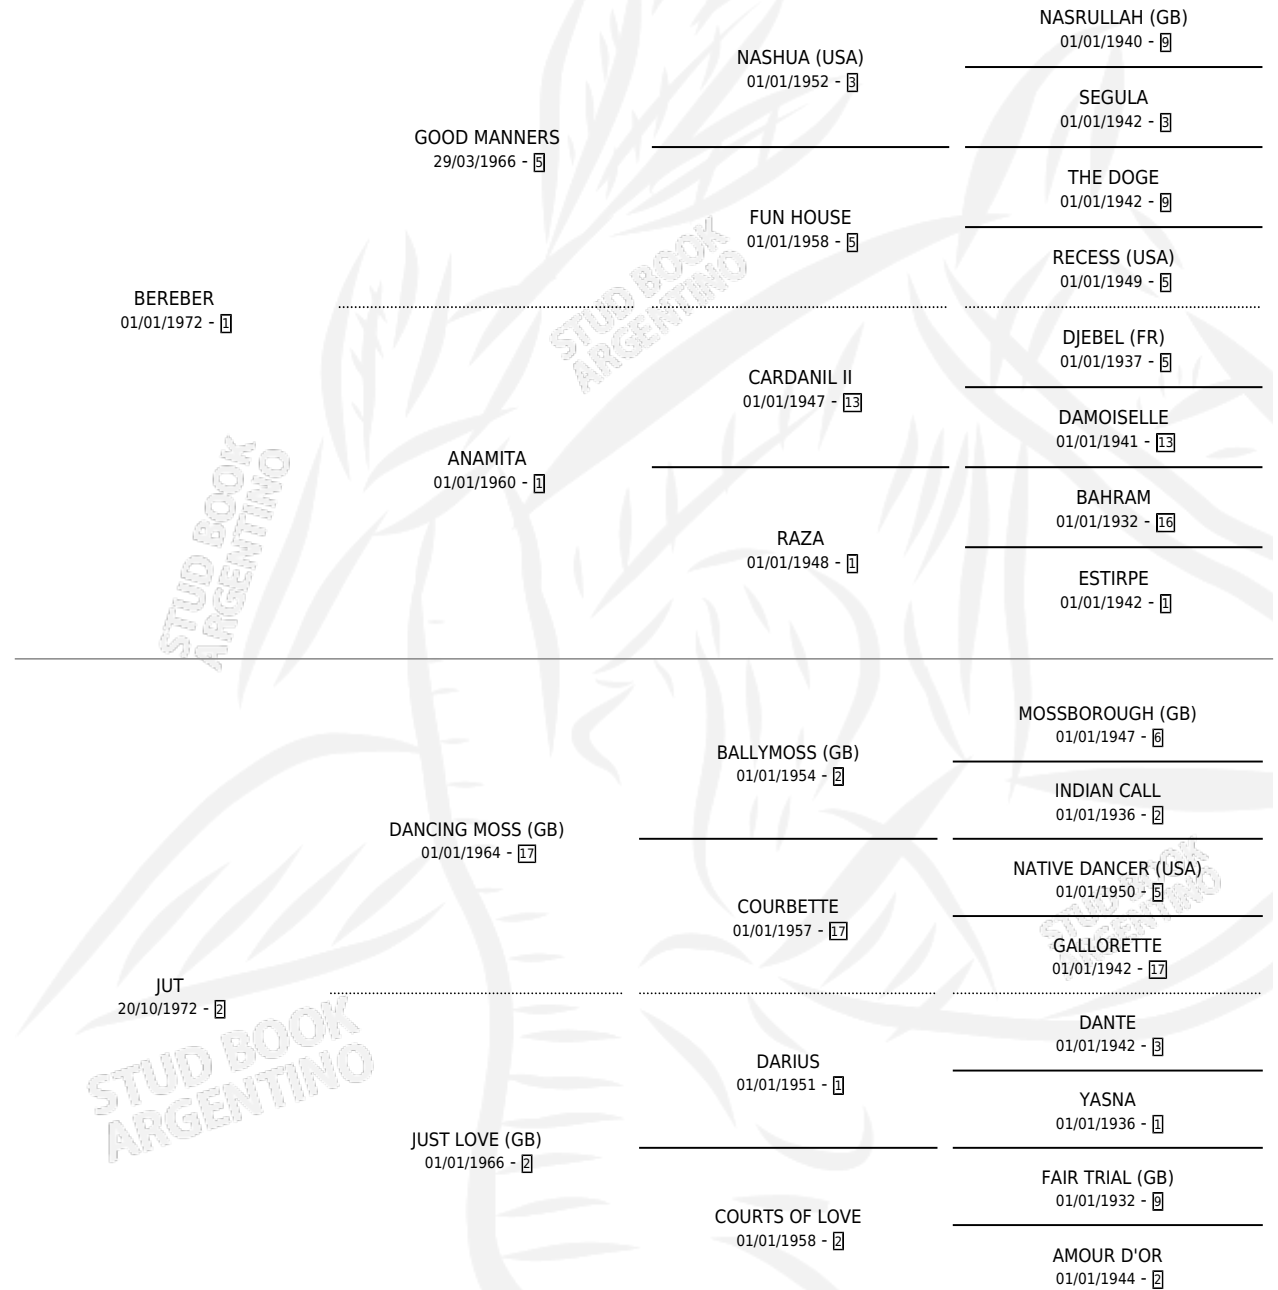 NASRULLAH (GB)
01/01/1940 - 9
NASHUA (USA)
01/01/1952 - 3
SEGULA
01/01/1942 - 3
GOOD MANNERS
29/03/1966 - 5
THE DOGE
01/01/1942 - 9
FUN HOUSE
01/01/1958 - 5
RECESS (USA)
01/01/1949 - 5
BEREBER
01/01/1972 - 1
DJEBEL (FR)
01/01/1937 - 5
CARDANIL II
01/01/1947 - 13
DAMOISELLE
01/01/1941 - 13
ANAMITA
01/01/1960 - 1
BAHRAM
01/01/1932 - 16
RAZA
01/01/1948 - 1
ESTIRPE
01/01/1942 - 1
MOSSBOROUGH (GB)
01/01/1947 - 6
BALLYMOSS (GB)
01/01/1954 - 2
INDIAN CALL
01/01/1936 - 2
DANCING MOSS (GB)
01/01/1964 - 17
NATIVE DANCER (USA)
01/01/1950 - 5
COURBETTE
01/01/1957 - 17
GALLORETTE
01/01/1942 - 17
JUT
20/10/1972 - 2
DANTE
01/01/1942 - 3
DARIUS
01/01/1951 - 1
YASNA
01/01/1936 - 1
JUST LOVE (GB)
01/01/1966 - 2
FAIR TRIAL (GB)
01/01/1932 - 9
COURTS OF LOVE
01/01/1958 - 2
AMOUR D'OR
01/01/1944 - 2
STUD BOOK
ARGENTINO
STUD BOOK
ARGENTINO
STUD BOOK
ARGENTINO
STUD BOOK
ARGENTINO